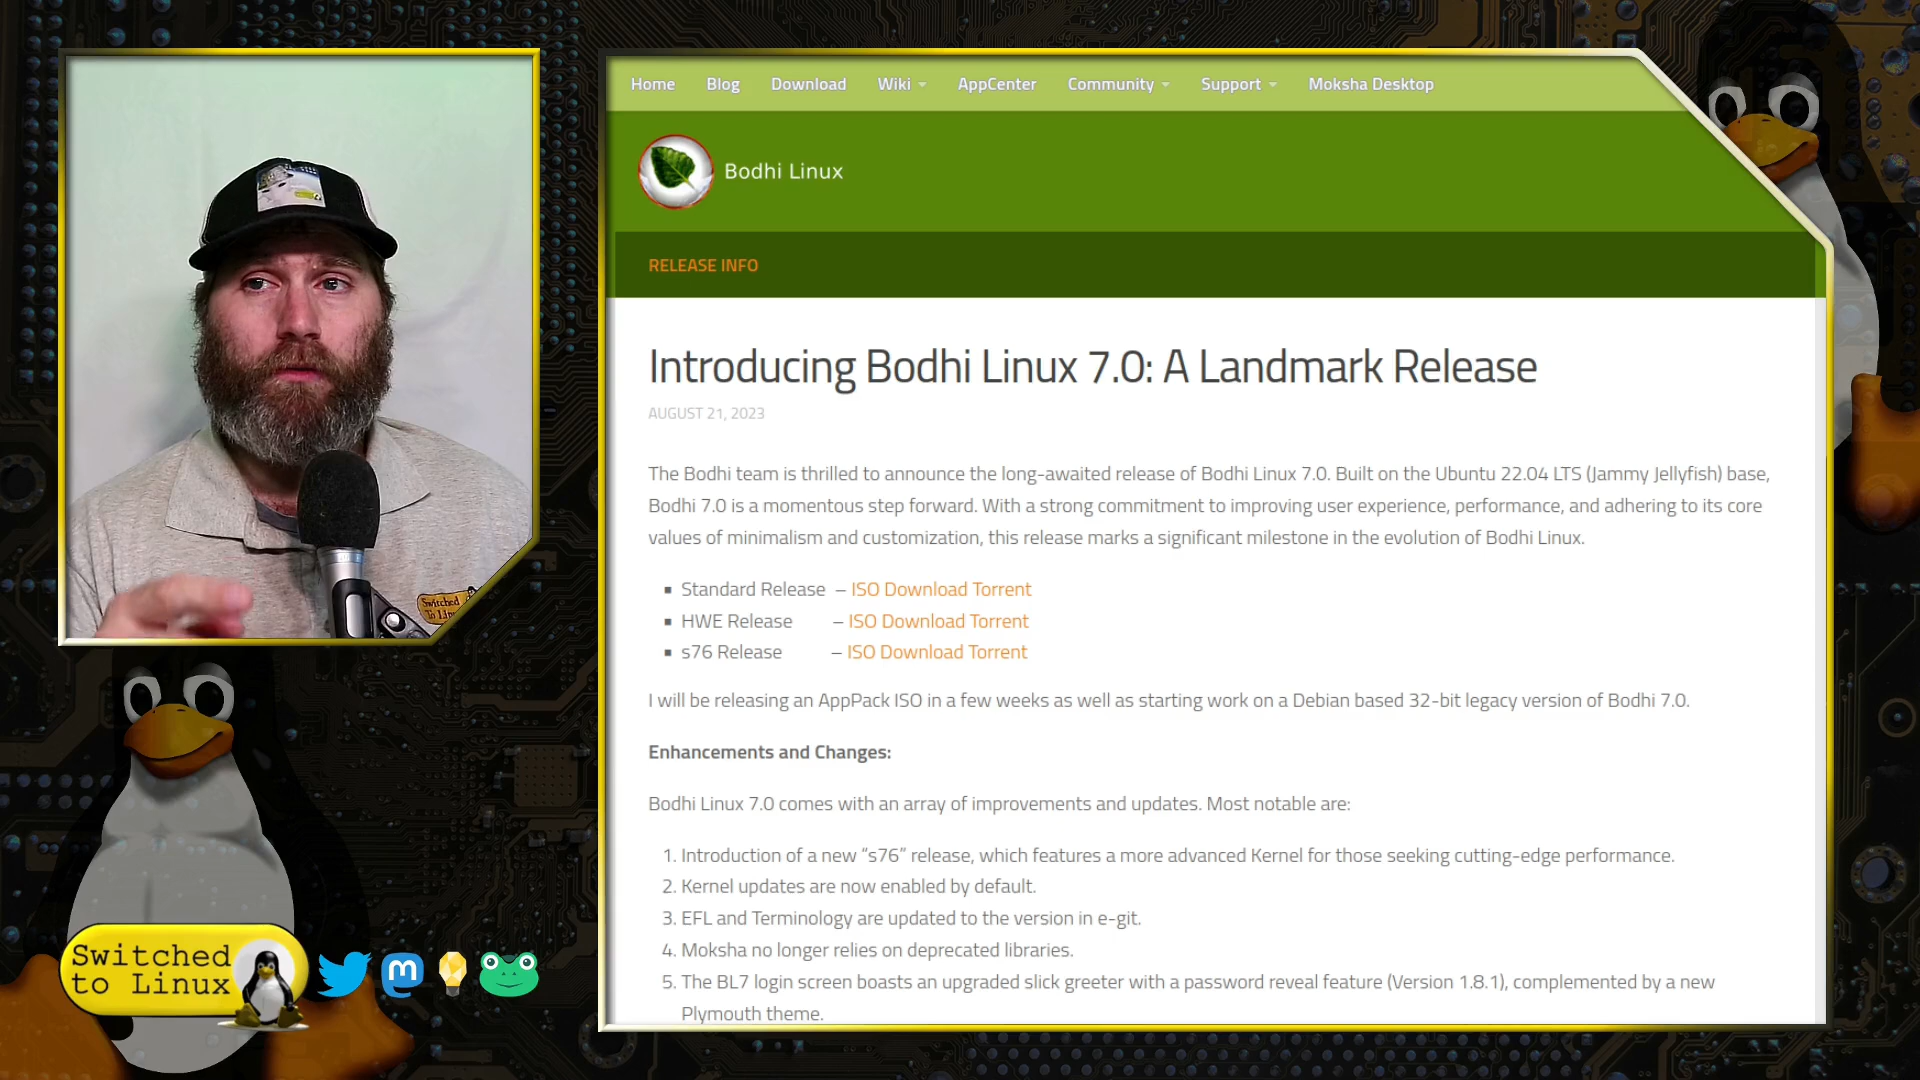 Home Blog Download Wiki AppCenter Community Support Moksha Desktop
Bodhi Linux
RELEASE INFO
Introducing Bodhi Linux 7.0: A Landmark Release
AUGUST 21, 2023
The Bodhi team is thrilled to announce the long-awaited release of Bodhi Linux 7.0. Built on the Ubuntu 22.04 LTS (Jammy Jellyfish) base,
Bodhi 7.0 is a momentous step forward. With a strong commitment to improving user experience, performance, and adhering to its core
values of minimalism and customization, this release marks a significant milestone in the evolution of Bodhi Linux.
▪ Standard Release – ISO Download Torrent
▪ HWE Release – ISO Download Torrent
▪ s76 Release – ISO Download Torrent
I will be releasing an AppPack ISO in a few weeks as well as starting work on a Debian based 32-bit legacy version of Bodhi 7.0.
Enhancements and Changes:
Bodhi Linux 7.0 comes with an array of improvements and updates. Most notable are:
1. Introduction of a new “s76” release, which features a more advanced Kernel for those seeking cutting-edge performance.
2. Kernel updates are now enabled by default.
3. EFL and Terminology are updated to the version in e-git.
4. Moksha no longer relies on deprecated libraries.
5. The BL7 login screen boasts an upgraded slick greeter with a password reveal feature (Version 1.8.1), complemented by a new
Plymouth theme.
Switched
To
Switched
to Linux
m